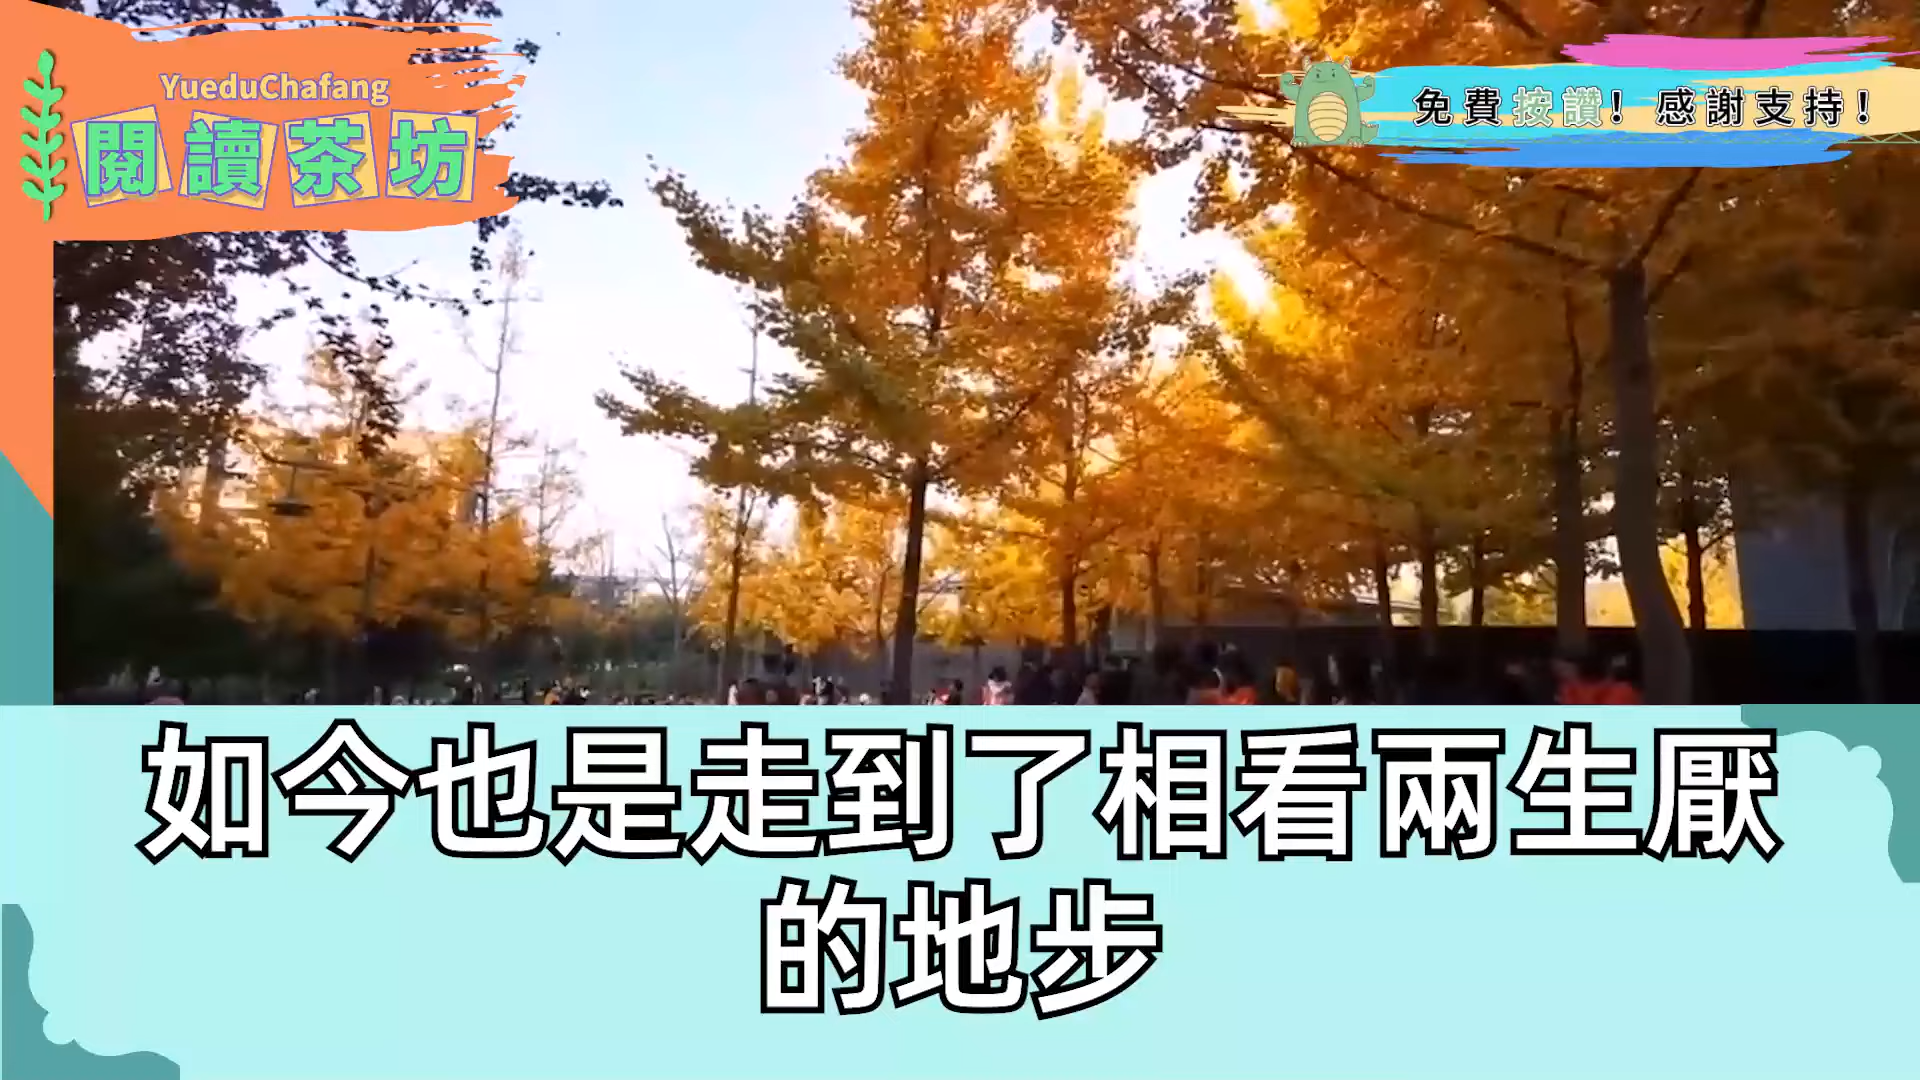 YueduChafang
閱讀茶坊
免費按讚！感謝支持！
如今也是走到了相看兩生厭
的地步